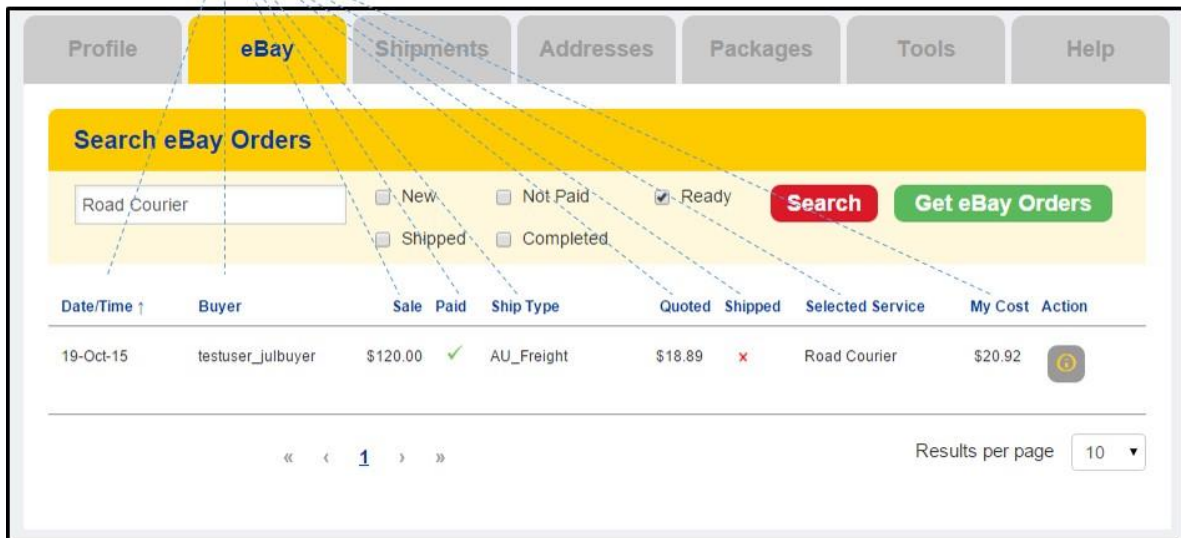 Profile eBay Shipments Addresses Packages Tools Help
Search eBay Orders
Road Courier New Not Paid Ready Search Get eBay Orders
Shipped Completed
Date/Time ↑ Buyer Sale Paid Ship Type Quoted Shipped Selected Service My Cost Action
19-Oct-15 testuser_julbuyer $120.00 ✓ AU_Freight $18.89 x Road Courier $20.92
« ‹ 1 › » Results per page 10